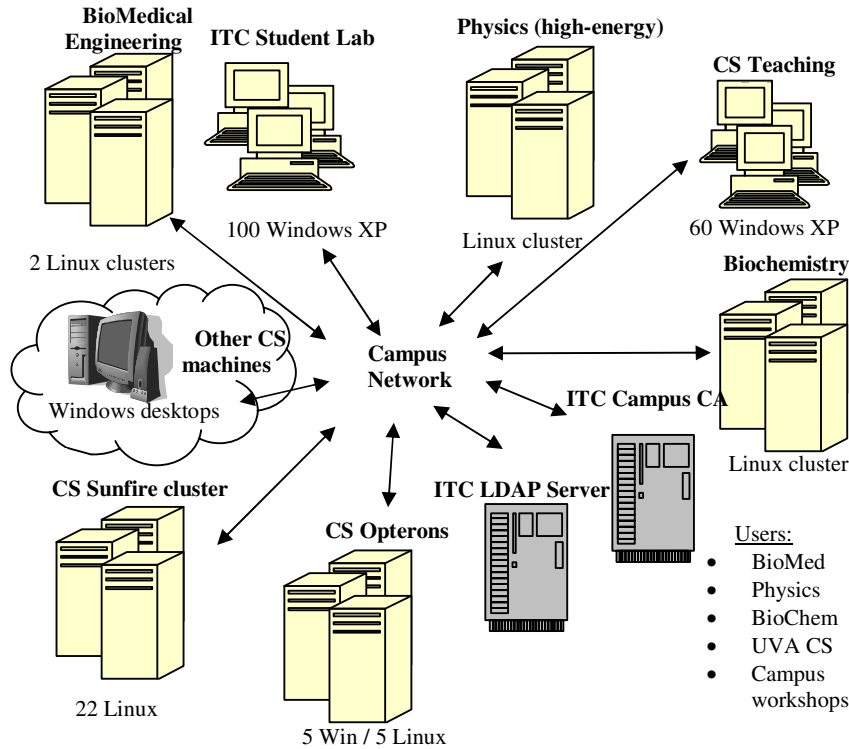 BioMedical
Engineering
ITC Student Lab
Physics (high-energy)
CS Teaching
100 Windows XP
Linux cluster
60 Windows XP
2 Linux clusters
Biochemistry
Other CS
machines
Windows desktops
Campus
Network
ITC Campus CA
Linux cluster
CS Sunfire cluster
ITC LDAP Server
CS Opterons
22 Linux
5 Win / 5 Linux
Users:
• BioMed
• Physics
• BioChem
• UVA CS
• Campus
workshops